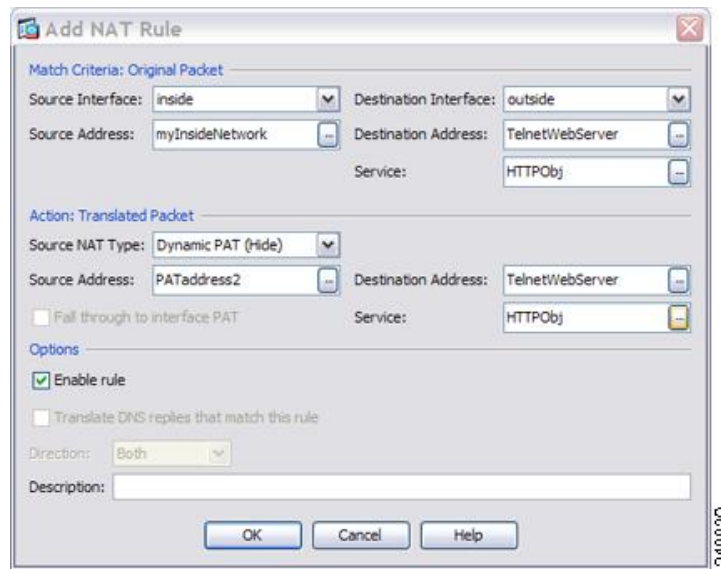 Add NAT Rule
Match Criteria: Original Packet
Source Interface: inside Destination Interface: outside
Source Address: myInsideNetwork ... Destination Address: TelnetWebServer ...
Service: HTTPObj ...
Action: Translated Packet
Source NAT Type: Dynamic PAT (Hide)
Source Address: PATaddress2 ... Destination Address: TelnetWebServer ...
Fall through to interface PAT Service: HTTPObj ...
Options
Enable rule
Translate DNS replies that match this rule
Direction: Both
Description:
OK Cancel Help